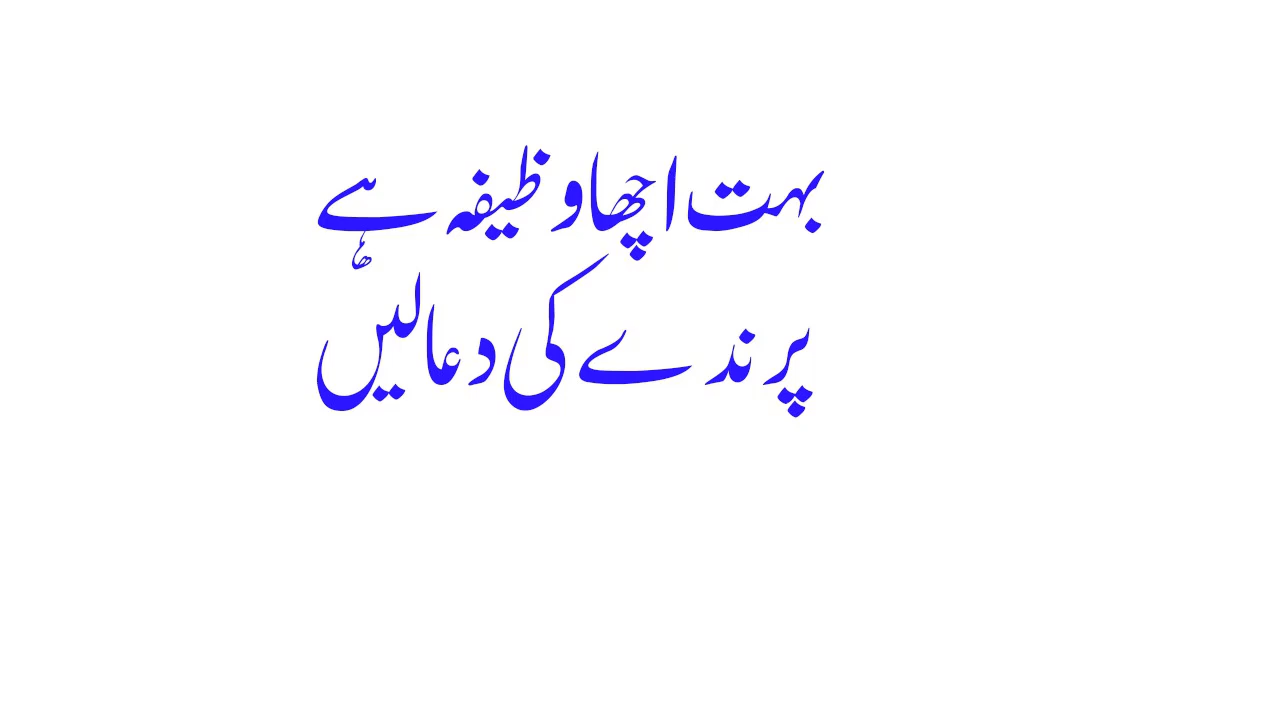 بہت اچھا وظیفہ ہے
پرندے کی دعا لیں